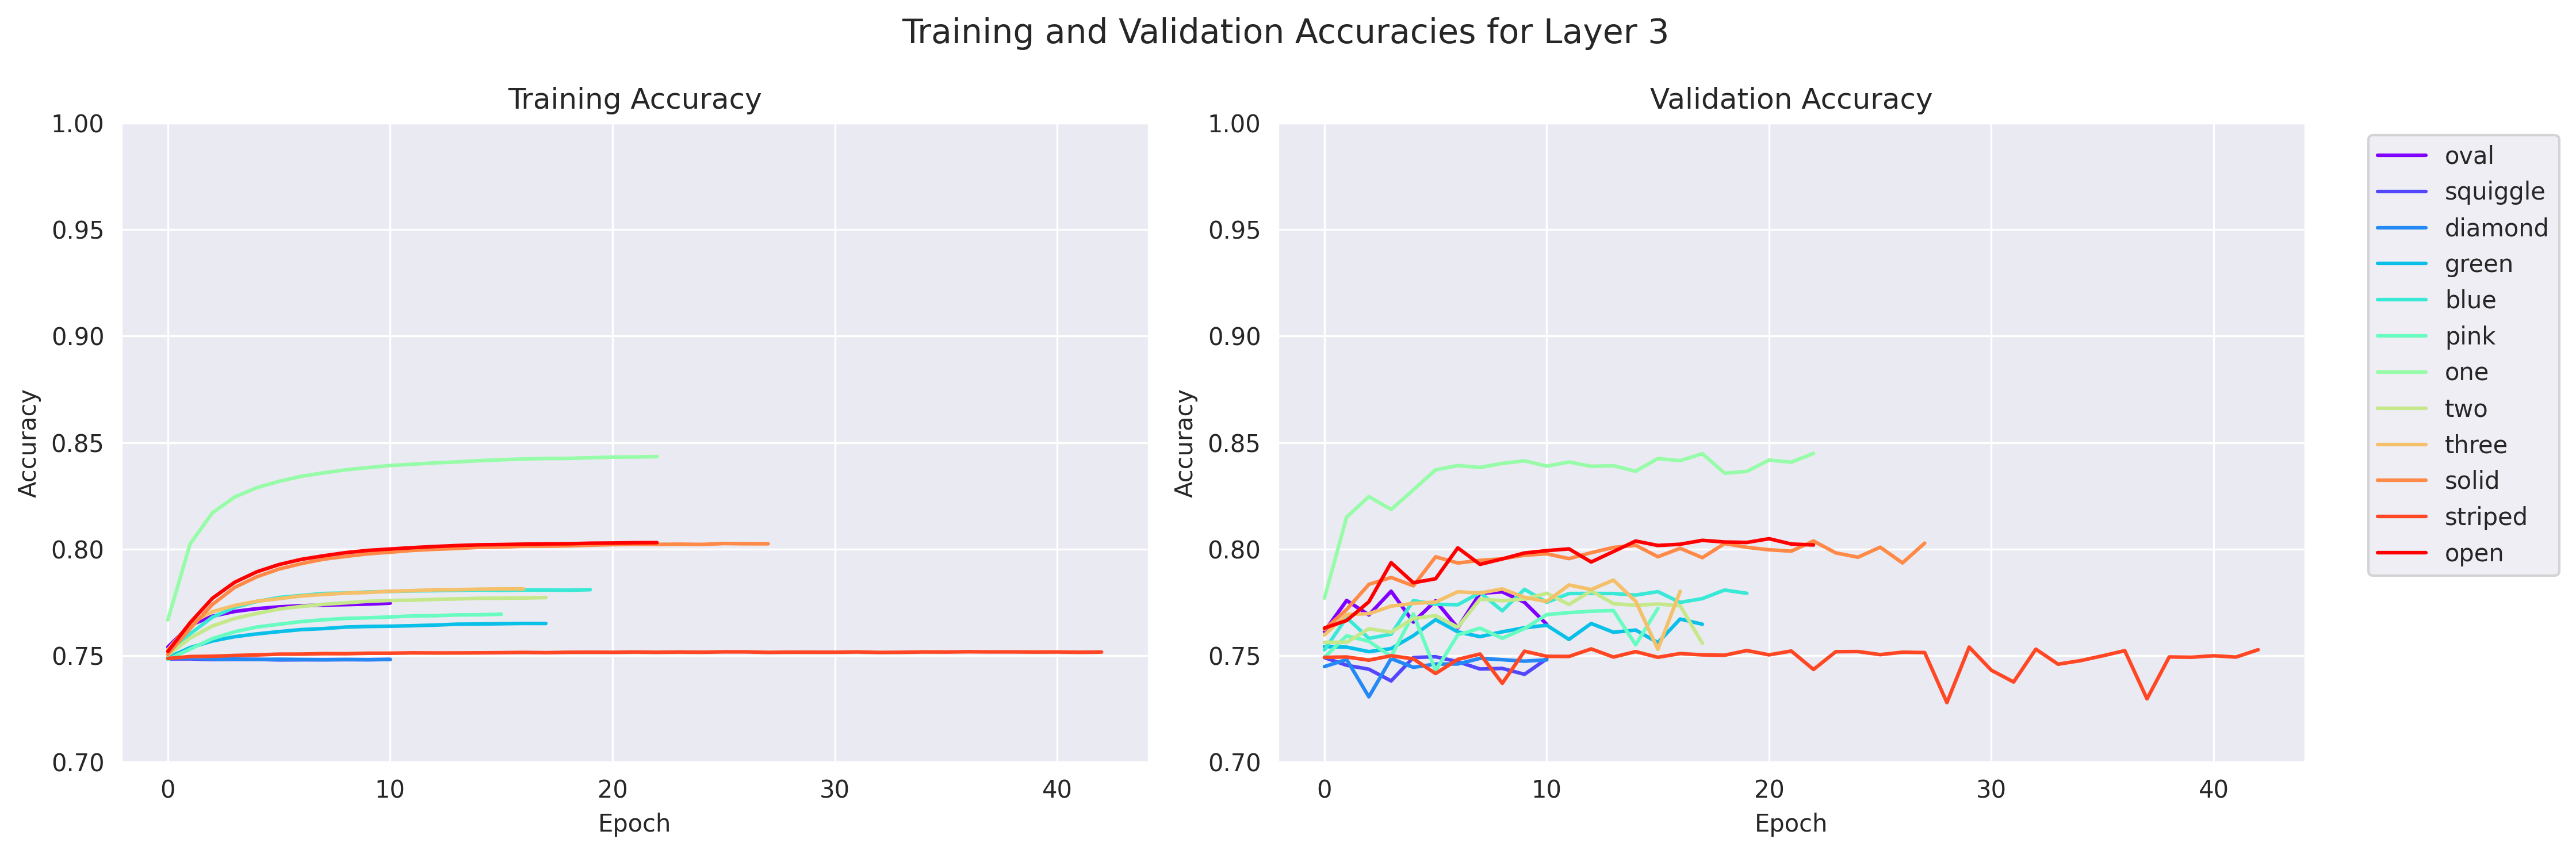 Training and Validation Accuracies for Layer 3
Training Accuracy
1.00
0.95
0.90
0.85
0.80
0.75
0.70
Accuracy
0
10
20
30
40
Epoch
Validation Accuracy
1.00
0.95
0.90
0.85
0.80
0.75
0.70
Accuracy
0
10
20
30
40
Epoch
oval
squiggle
diamond
green
blue
pink
one
two
three
solid
striped
open